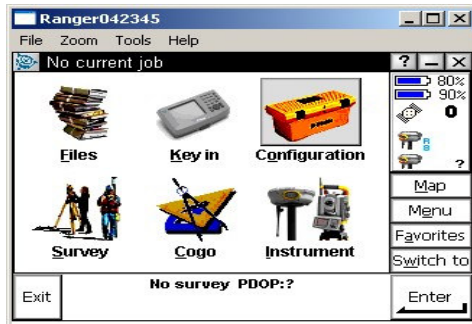 Ranger042345
File Zoom Tools Help
No current job
?
80%
90%
0
Files Key in Configuration
R8
?
Survey Cogo Instrument
Map
Menu
Favorites
Switch to
Exit
No survey PDOP:?
Enter